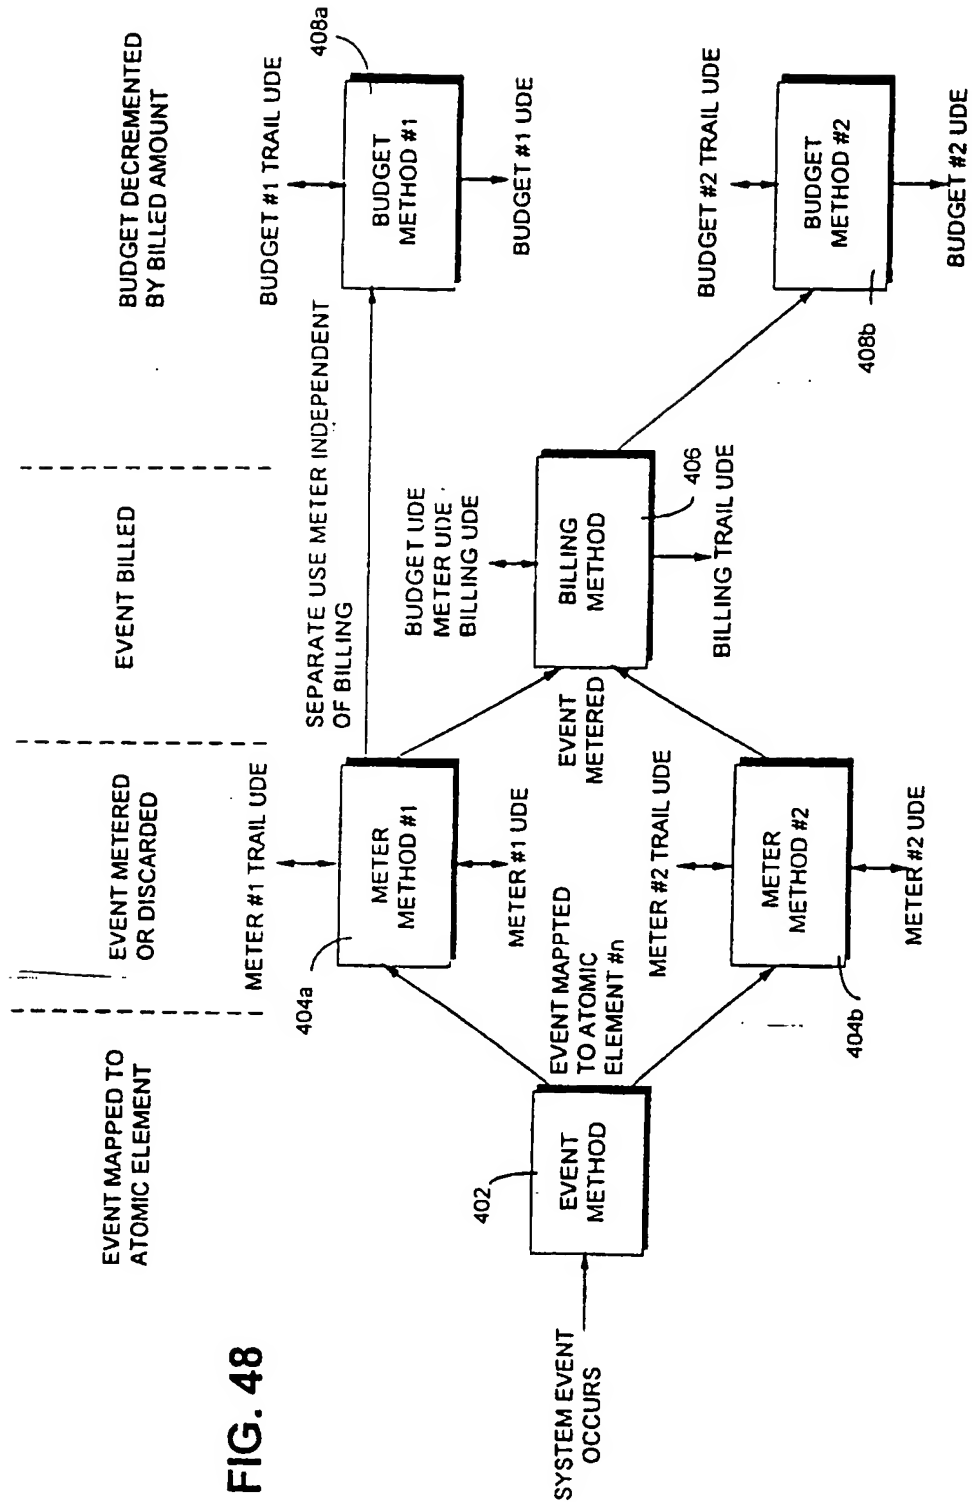 FIG. 48
EVENT MAPPED TO
ATOMIC ELEMENT
EVENT METERED
OR DISCARDED
EVENT BILLED
BUDGET DECREMENTED
BY BILLED AMOUNT
SYSTEM EVENT
OCCURS
402
EVENT
METHOD
EVENT MAPPTED
TO ATOMIC
ELEMENT #n
METER #1 TRAIL UDE
404a
METER
METHOD #1
METER #1 UDE
METER #2 TRAIL UDE
METER
METHOD #2
404b
METER #2 UDE
SEPARATE USE METER INDEPENDENT
OF BILLING
EVENT
METERED
BUDGET UDE
METER UDE
BILLING UDE
BILLING
METHOD
406
BILLING TRAIL UDE
BUDGET #1 TRAIL UDE
408a
BUDGET
METHOD #1
BUDGET #1 UDE
BUDGET #2 TRAIL UDE
BUDGET
METHOD #2
408b
BUDGET #2 UDE